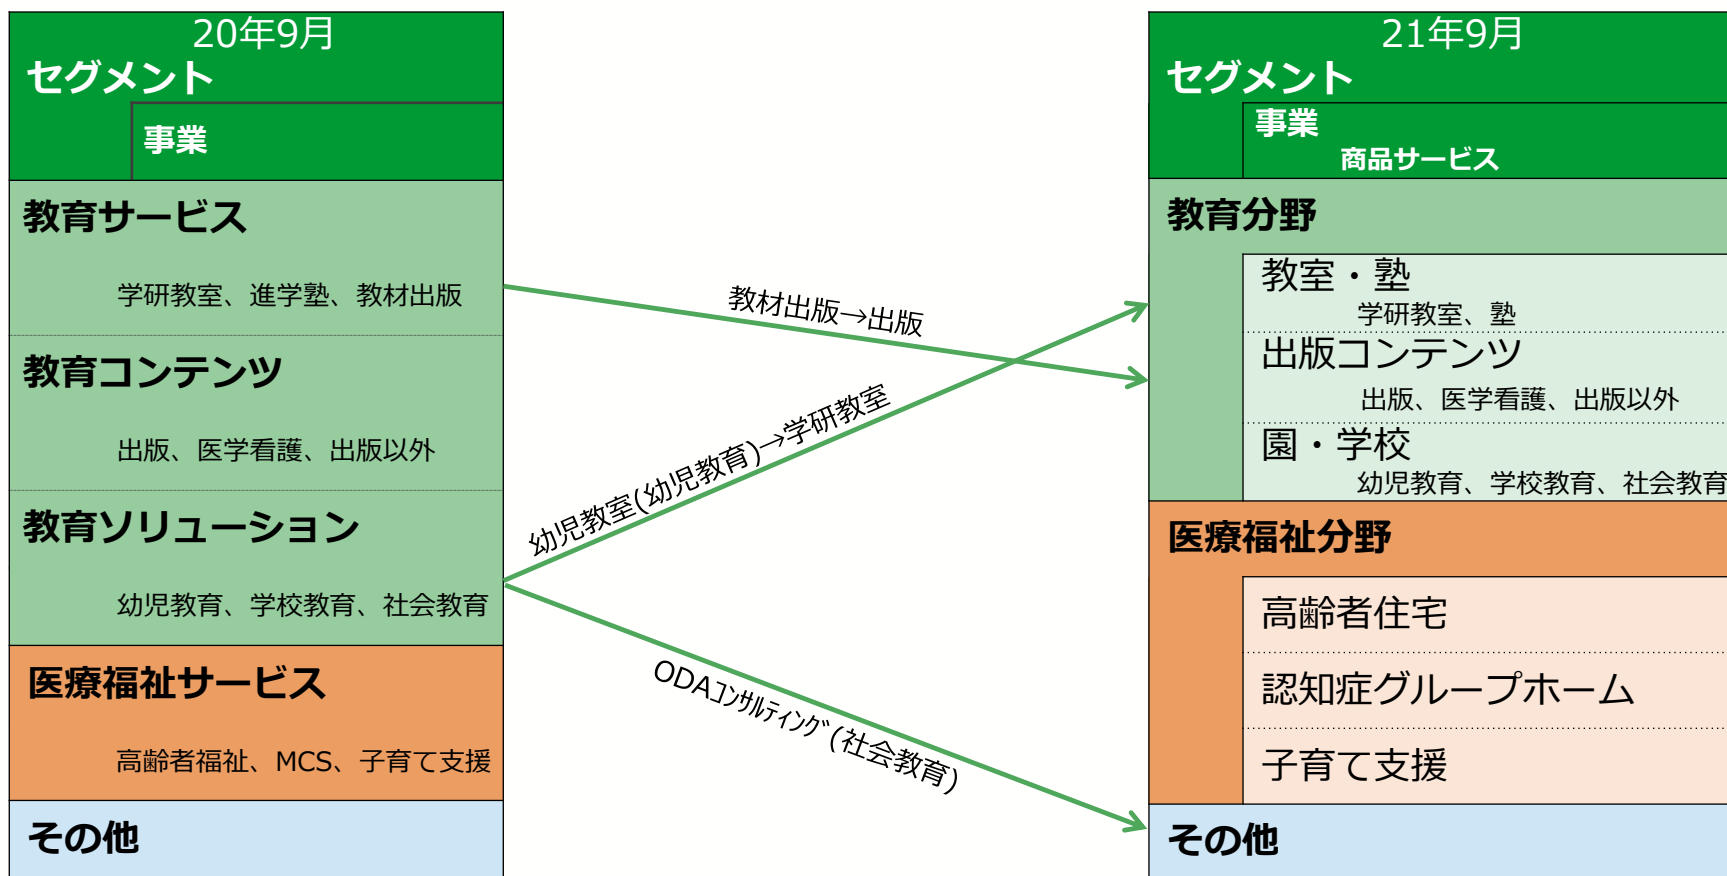 20年9月
セグメント
事業
教育サービス
学研教室、進学塾、教材出版
教育コンテンツ
出版、医学看護、出版以外
教育ソリューション
幼児教育、学校教育、社会教育
医療福祉サービス
高齢者福祉、MCS、子育て支援
その他
教材出版→出版
幼児教室(幼児教育)→学研教室
ODAｺﾝｻﾙﾃｨﾝｸﾞ(社会教育)
21年9月
セグメント
事業
商品サービス
教育分野
教室・塾
学研教室、塾
出版コンテンツ
出版、医学看護、出版以外
園・学校
幼児教育、学校教育、社会教育
医療福祉分野
高齢者住宅
認知症グループホーム
子育て支援
その他